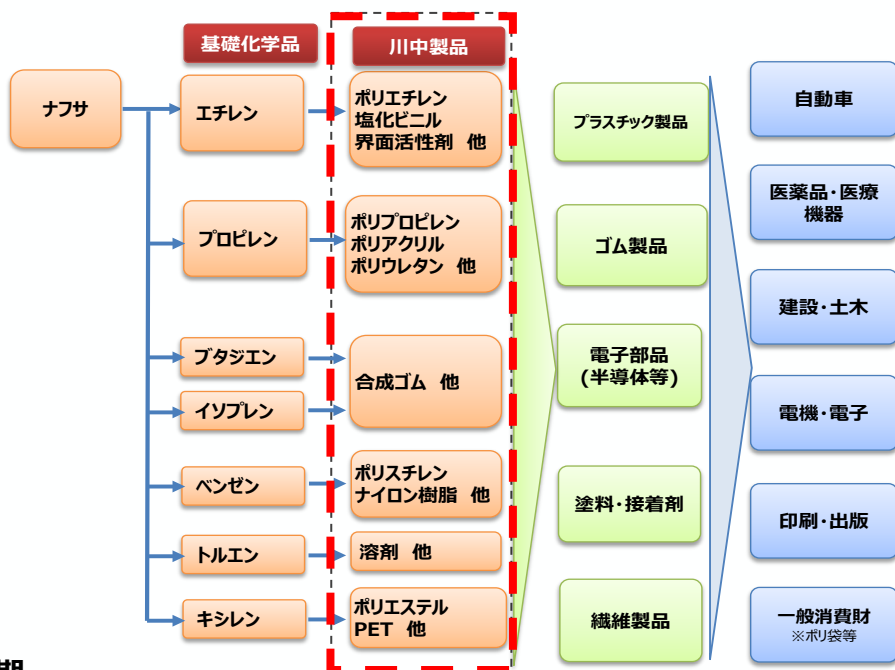 基礎化学品
川中製品
ナフサ
エチレン
ポリエチレン
塩化ビニル
界面活性剤 他
プロピレン
ポリプロピレン
ポリアクリル
ポリウレタン 他
ブタジエン
イソプレン
合成ゴム 他
ベンゼン
ポリスチレン
ナイロン樹脂 他
トルエン
溶剤 他
キシレン
ポリエステル
PET 他
プラスチック製品
ゴム製品
電子部品
(半導体等)
塗料・接着剤
繊維製品
自動車
医薬品・医療
機器
建設・土木
電機・電子
印刷・出版
一般消費財
※ポリ袋等